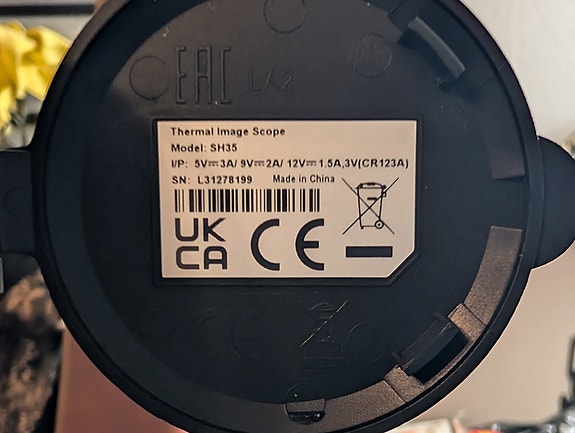 EAC
Thermal Image Scope
Model: SH35
I/P: 5V⎓3A/ 9V⎓2A/ 12V⎓1.5A,3V(CR123A)
SN: L31278199 Made in China
UK
CA CE
CE